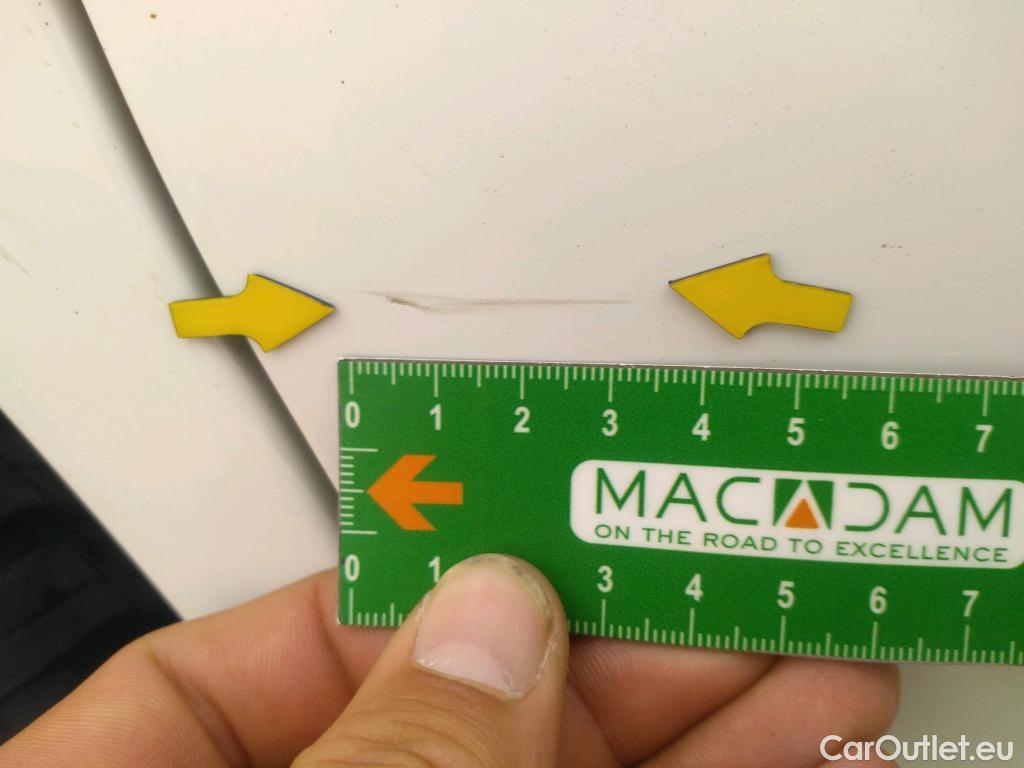 0 1 2 3 4 5 6 7
MACADAM
ON THE ROAD TO EXCELLENCE
0 1 3 4 5 6 7
CarOutlet.eu